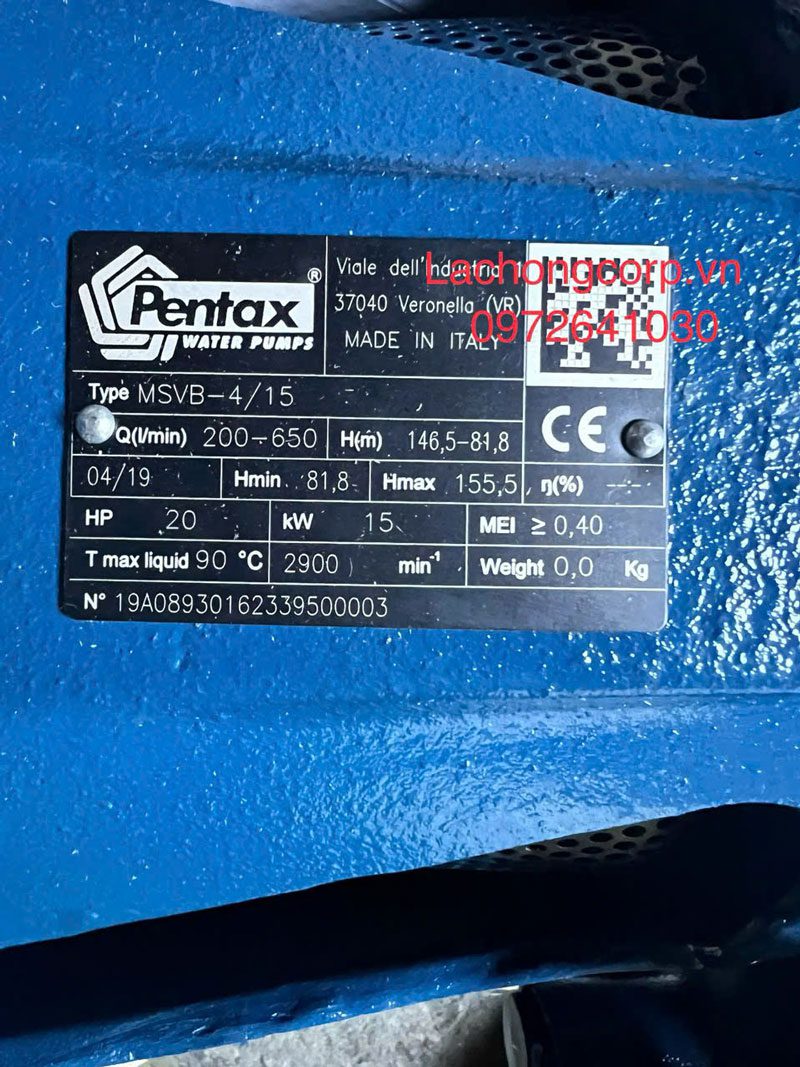 Pentax®
WATER PUMPS
Viale dell'Industria
37040 Veronella (VR)
MADE IN ITALY
Lachongcorp.vn
0972641030
Type MSVB-4/15
CE
Q(l/min) 200-650 H(m) 146,5-81,8
04/19 Hmin 81,8 Hmax 155,5 η(%) ---
HP 20 kW 15 MEI ≥ 0,40
T max liquid 90 °C 2900 min-1 Weight 0,0 Kg
N° 19A08930162339500003